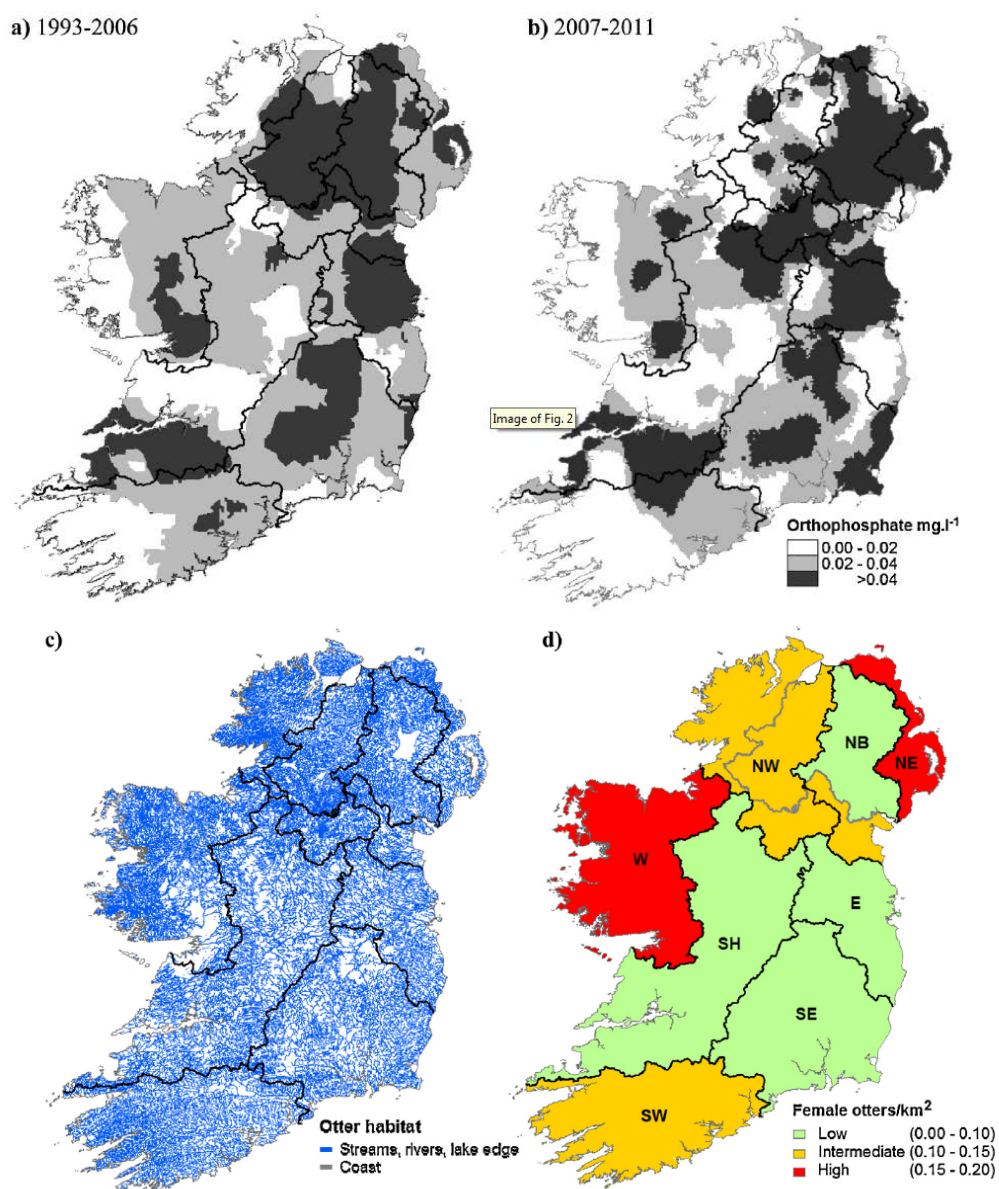 a) 1993-2006
b) 2007-2011
Image of Fig. 2
Orthophosphate mg.l-1
0.00 - 0.02
0.02 - 0.04
>0.04
c)
d)
NB
NE
NW
W
E
SH
SE
SW
Otter habitat
Streams, rivers, lake edge
Coast
Female otters/km2
Low (0.00 - 0.10)
Intermediate (0.10 - 0.15)
High (0.15 - 0.20)